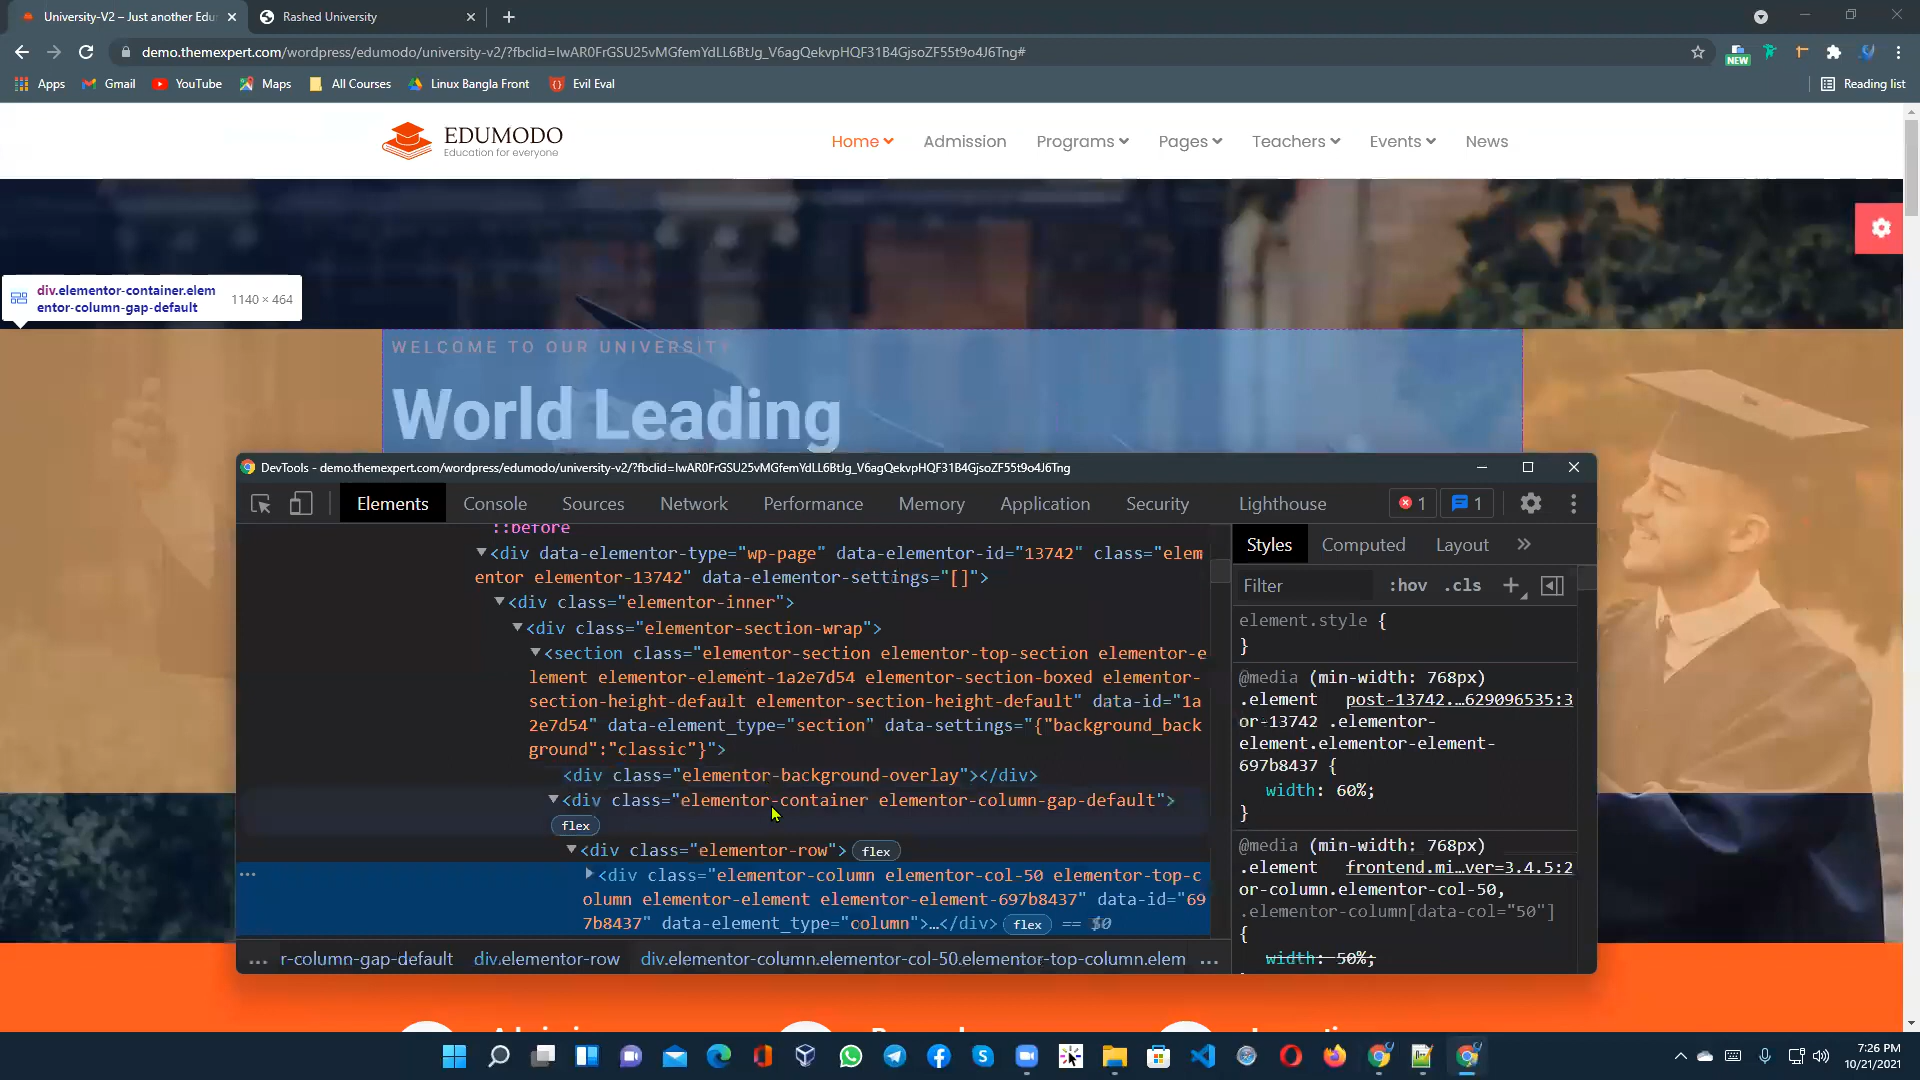 University-V2 – Just another Edu
Rashed University
demo.themexpert.com/wordpress/edumodo/university-v2/?fbclid=IwAR0FrGSU25vMGfemYdLL6BtJg_V6agQekvpHQF31B4GjsoZF55t9o4J6Tng#
NEW
Apps
Gmail
YouTube
Maps
All Courses
Linux Bangla Front
Evil Eval
Reading list
EDUMODO
Education for everyone
Home
Admission
Programs
Pages
Teachers
Events
News
div.elementor-container.elem
entor-column-gap-default
1140 × 464
WELCOME TO OUR UNIVERSITY
World Leading
DevTools - demo.themexpert.com/wordpress/edumodo/university-v2/?fbclid=IwAR0FrGSU25vMGfemYdLL6BtJg_V6agQekvpHQF31B4GjsoZF55t9o4J6Tng
Elements
Console
Sources
Network
Performance
Memory
Application
Security
Lighthouse
1
1
::before
<div data-elementor-type="wp-page" data-elementor-id="13742" class="elem
entor elementor-13742" data-elementor-settings="[]">
<div class="elementor-inner">
<div class="elementor-section-wrap">
<section class="elementor-section elementor-top-section elementor-e
lement elementor-element-1a2e7d54 elementor-section-boxed elementor-
section-height-default elementor-section-height-default" data-id="1a
2e7d54" data-element_type="section" data-settings="{"background_back
ground":"classic"}">
<div class="elementor-background-overlay"></div>
<div class="elementor-container elementor-column-gap-default">
flex
<div class="elementor-row"> flex
<div class="elementor-column elementor-col-50 elementor-top-c
olumn elementor-element elementor-element-697b8437" data-id="69
7b8437" data-element_type="column">…</div> flex == $0
... r-column-gap-default div.elementor-row div.elementor-column.elementor-col-50.elementor-top-column.elem ...
Styles
Computed
Layout
Filter
:hov .cls
element.style {
}
@media (min-width: 768px)
.element post-13742.…629096535:3
or-13742 .elementor-
element.elementor-element-
697b8437 {
width: 60%;
}
@media (min-width: 768px)
.element frontend.mi…ver=3.4.5:2
or-column.elementor-col-50,
.elementor-column[data-col="50"]
{
width: 50%;
7:26 PM
10/21/2021